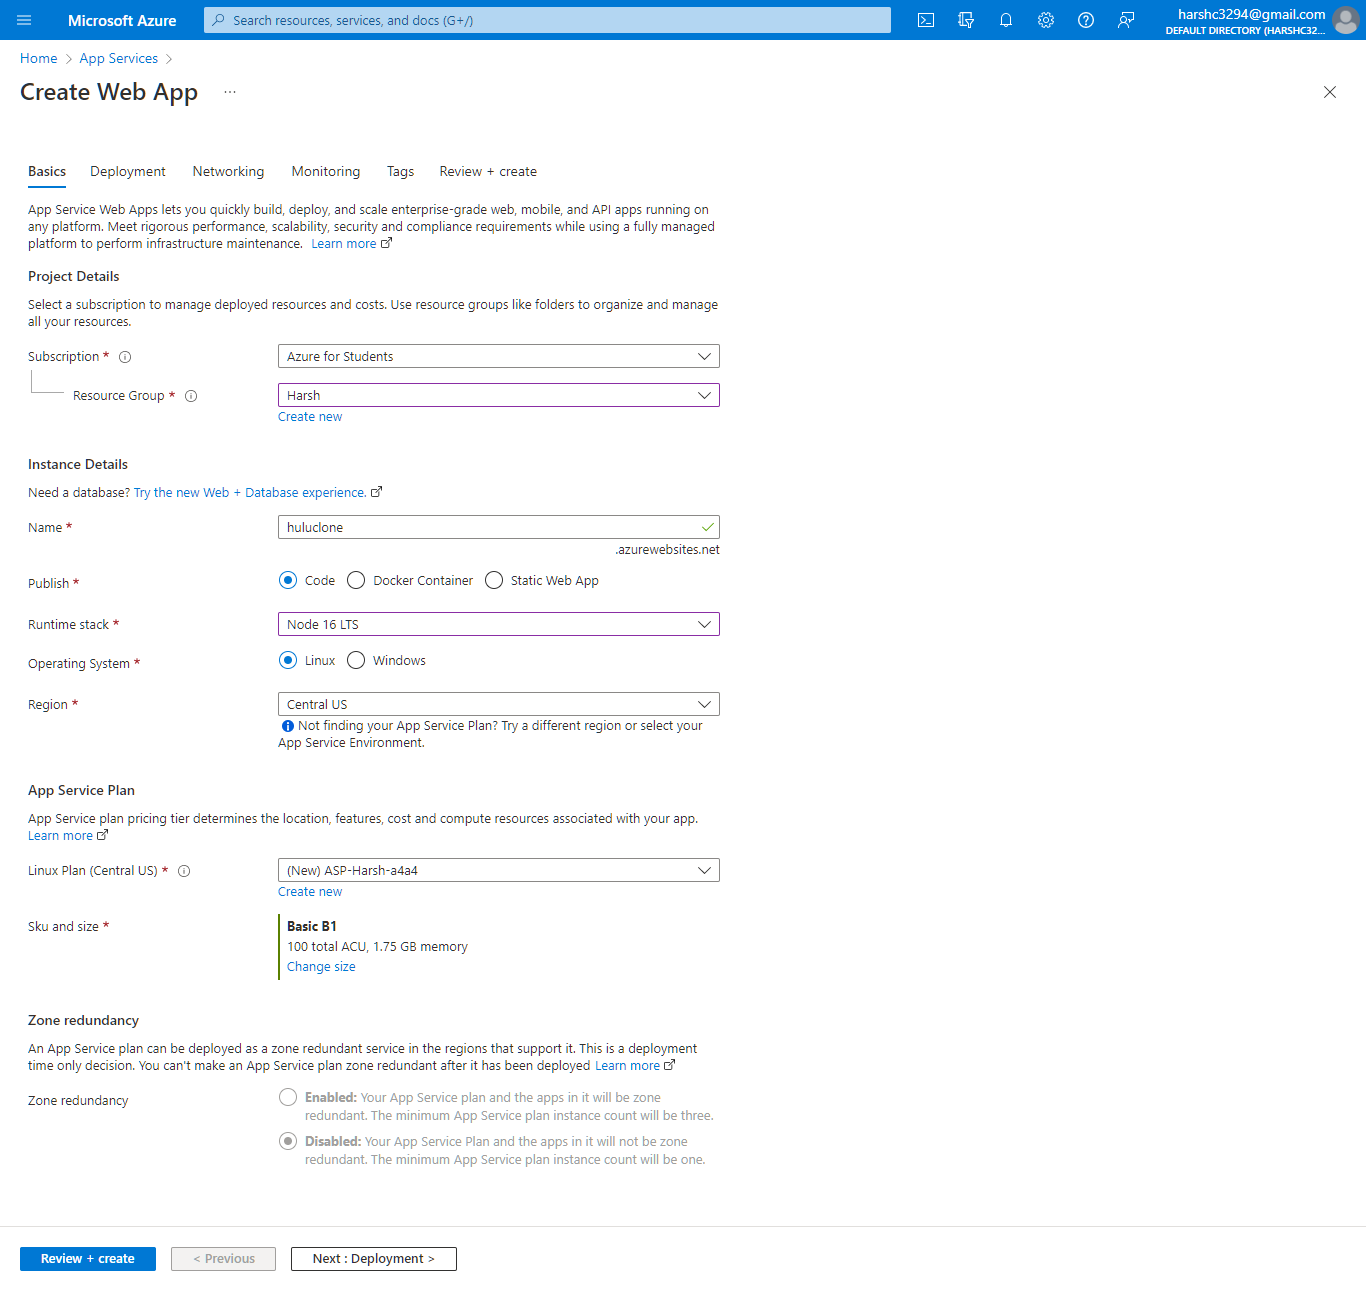 Microsoft Azure
Search resources, services, and docs (G+/)
harshc3294@gmail.com
DEFAULT DIRECTORY (HARSHC32...
Home > App Services >
Create Web App ...
Basics Deployment Networking Monitoring Tags Review + create
App Service Web Apps lets you quickly build, deploy, and scale enterprise-grade web, mobile, and API apps running on
any platform. Meet rigorous performance, scalability, security and compliance requirements while using a fully managed
platform to perform infrastructure maintenance. Learn more
Project Details
Select a subscription to manage deployed resources and costs. Use resource groups like folders to organize and manage
all your resources.
Subscription * Azure for Students
Resource Group * Harsh
Create new
Instance Details
Need a database? Try the new Web + Database experience.
Name * huluclone
.azurewebsites.net
Publish * Code Docker Container Static Web App
Runtime stack * Node 16 LTS
Operating System * Linux Windows
Region * Central US
Not finding your App Service Plan? Try a different region or select your
App Service Environment.
App Service Plan
App Service plan pricing tier determines the location, features, cost and compute resources associated with your app.
Learn more
Linux Plan (Central US) * (New) ASP-Harsh-a4a4
Create new
Sku and size * Basic B1
100 total ACU, 1.75 GB memory
Change size
Zone redundancy
An App Service plan can be deployed as a zone redundant service in the regions that support it. This is a deployment
time only decision. You can't make an App Service plan zone redundant after it has been deployed Learn more
Zone redundancy Enabled: Your App Service plan and the apps in it will be zone
redundant. The minimum App Service plan instance count will be three.
Disabled: Your App Service Plan and the apps in it will not be zone
redundant. The minimum App Service plan instance count will be one.
Review + create < Previous Next : Deployment >